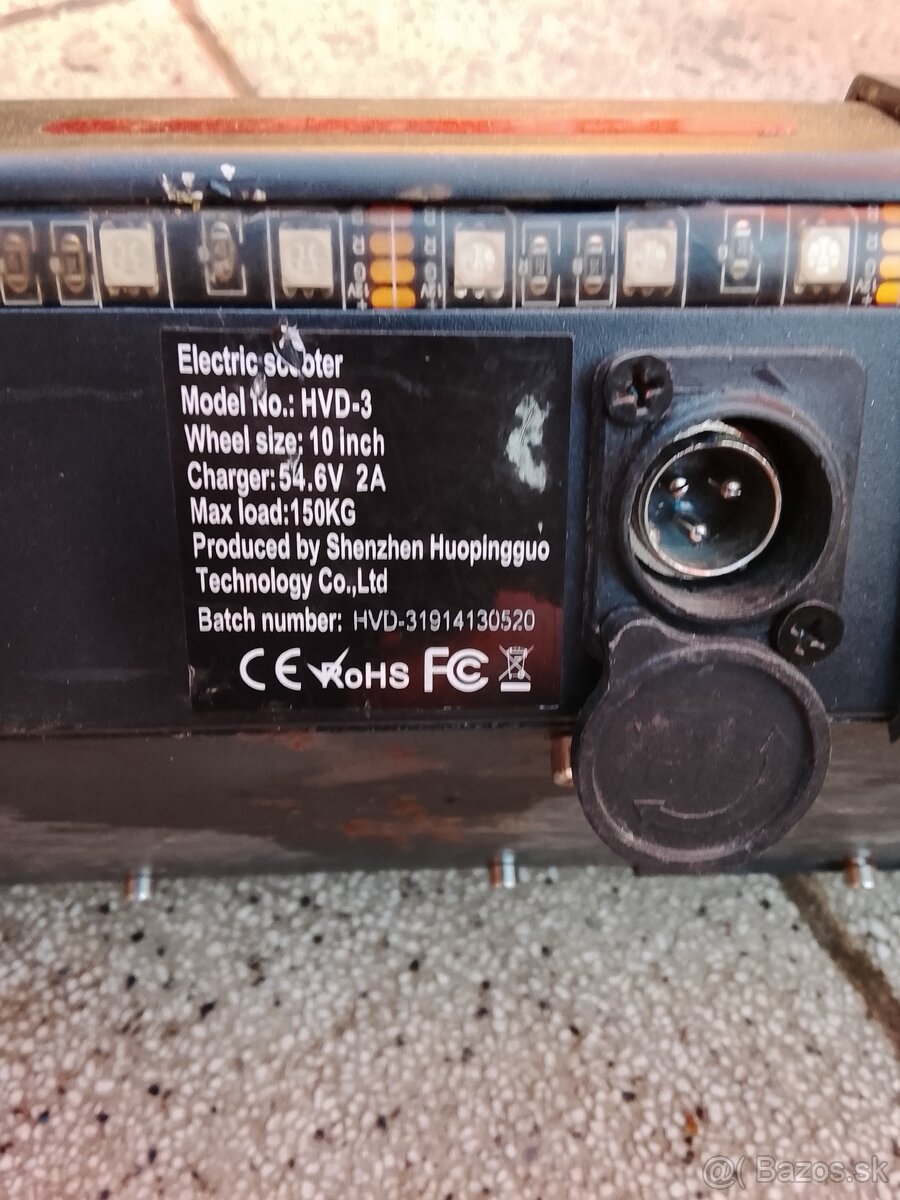 Electric scooter
Model No.: HVD-3
Wheel size: 10 inch
Charger:54.6V 2A
Max load:150KG
Produced by Shenzhen Huopingguo
Technology Co.,Ltd
Batch number: HVD-31914130520
CE RoHS FC
@( Bazos.sk